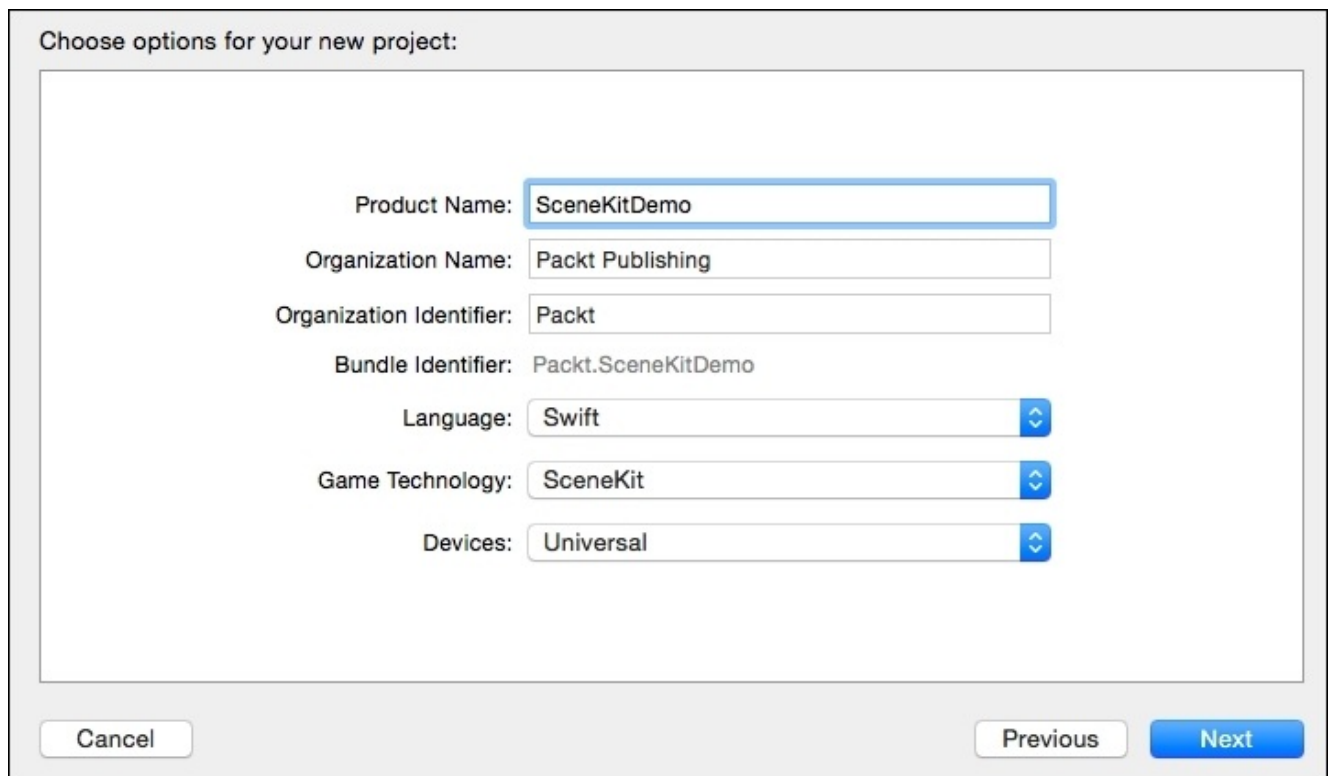 Choose options for your new project:
Product Name: SceneKitDemo
Organization Name: Packt Publishing
Organization Identifier: Packt
Bundle Identifier: Packt.SceneKitDemo
Language: Swift
Game Technology: SceneKit
Devices: Universal
Cancel Previous Next